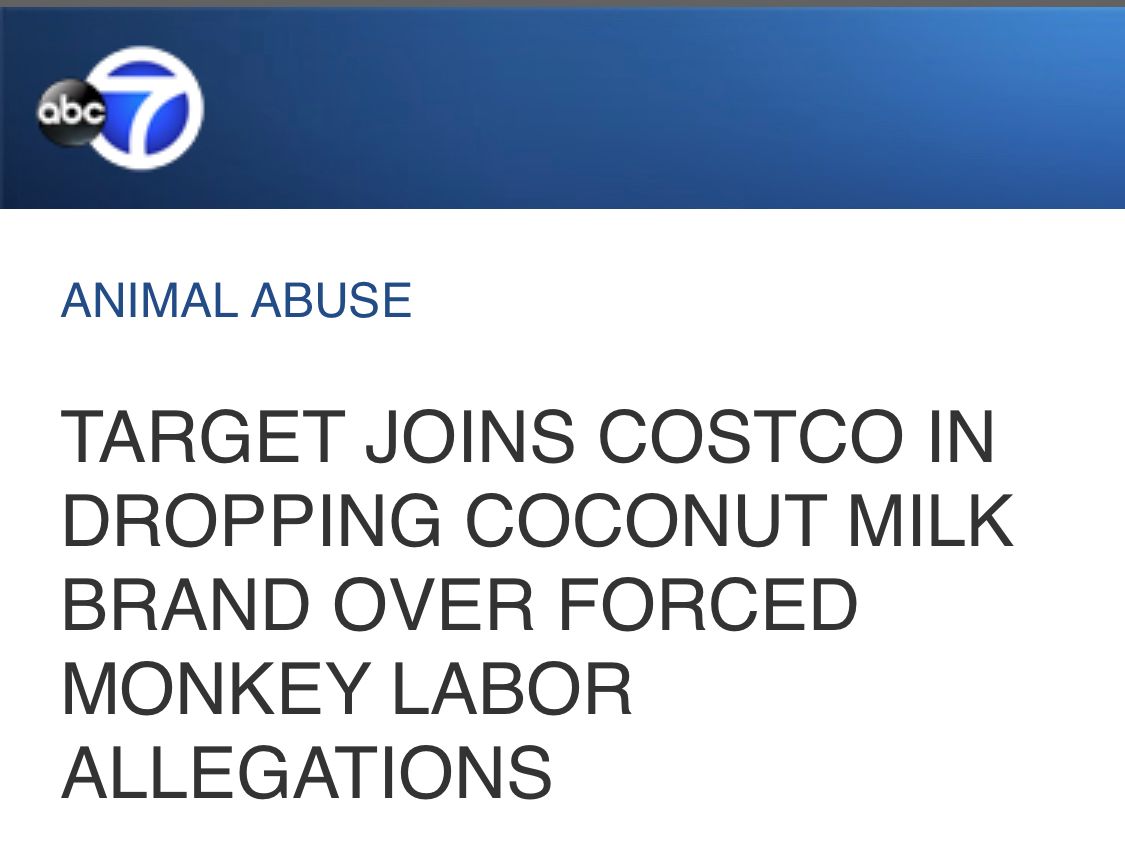 abc 7
ANIMAL ABUSE
TARGET JOINS COSTCO IN
DROPPING COCONUT MILK
BRAND OVER FORCED
MONKEY LABOR
ALLEGATIONS